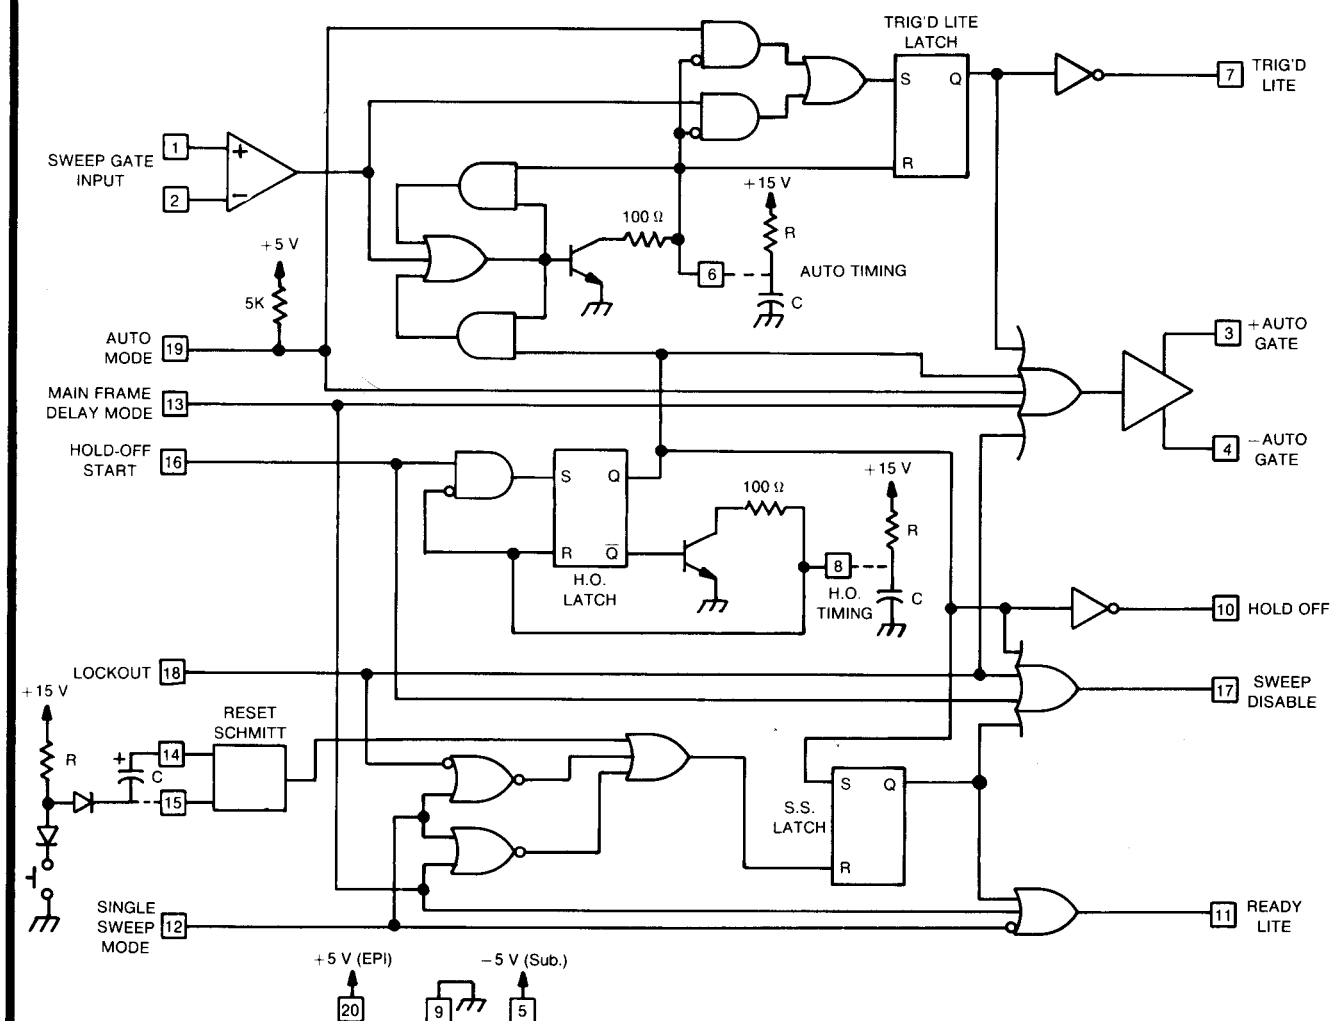 TRIG'D LITE
LATCH
S
Q
R
7
TRIG'D
LITE
1
SWEEP GATE
INPUT
2
+
−
+15 V
R
100 Ω
6
AUTO TIMING
C
+5 V
5K
AUTO
MODE
19
3
+AUTO
GATE
MAIN FRAME
DELAY MODE
13
4
−AUTO
GATE
HOLD-OFF
START
16
S
Q
R
Q̅
H.O.
LATCH
100 Ω
+15 V
R
8
H.O.
TIMING
C
10
HOLD OFF
LOCKOUT
18
17
SWEEP
DISABLE
+15 V
R
RESET
SCHMITT
+
C
14
15
S
Q
S.S.
LATCH
R
SINGLE
SWEEP
MODE
12
11
READY
LITE
+5 V (EPI)
20
9
−5 V (Sub.)
5